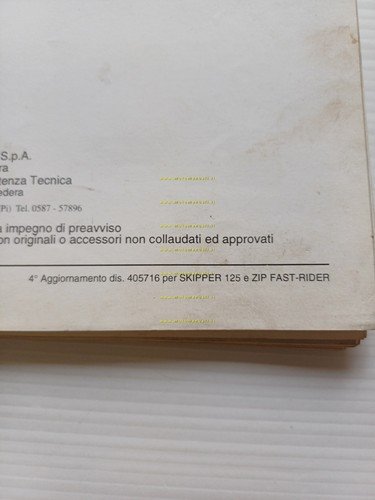 S.p.A.
ra
tenza Tecnica
edera
(Pi) Tel. 0587 - 57896
a impegno di preavviso
on originali o accessori non collaudati ed approvati
4° Aggiornamento dis. 405716 per SKIPPER 125 e ZIP FAST-RIDER